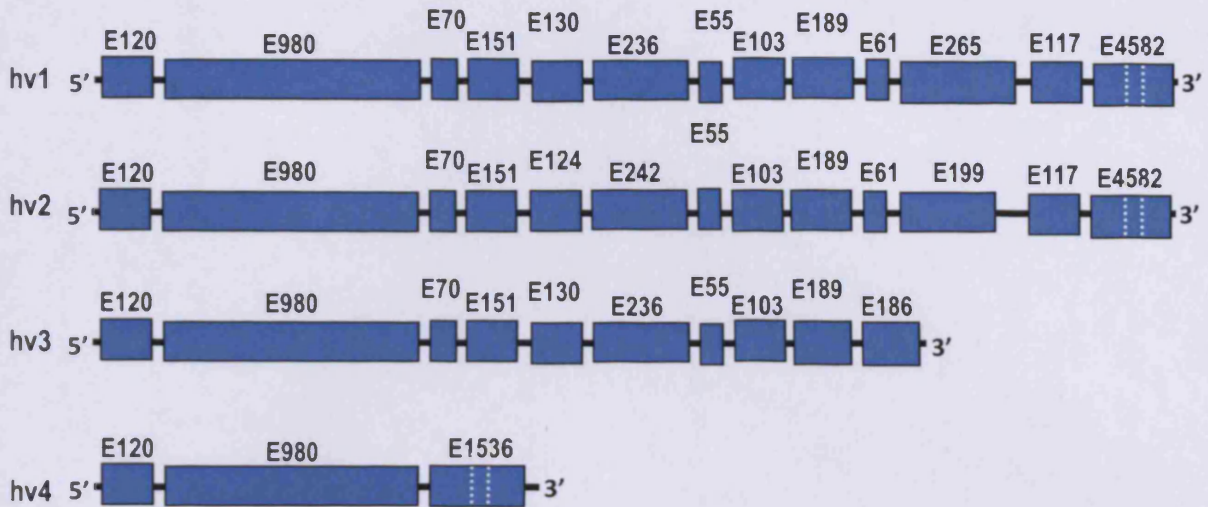 E70 E130 E55 E189
E120 E980 E151 E236 E103 E61 E265 E117 E4582
hv1 5’ 3’
E55
E120 E980 E70 E151 E124 E242 E103 E189 E61 E199 E117 E4582
hv2 5’ 3’
E70 E130 E55 E189
E120 E980 E151 E236 E103 E186
hv3 5’ 3’
E120 E980 E1536
hv4 5’ 3’